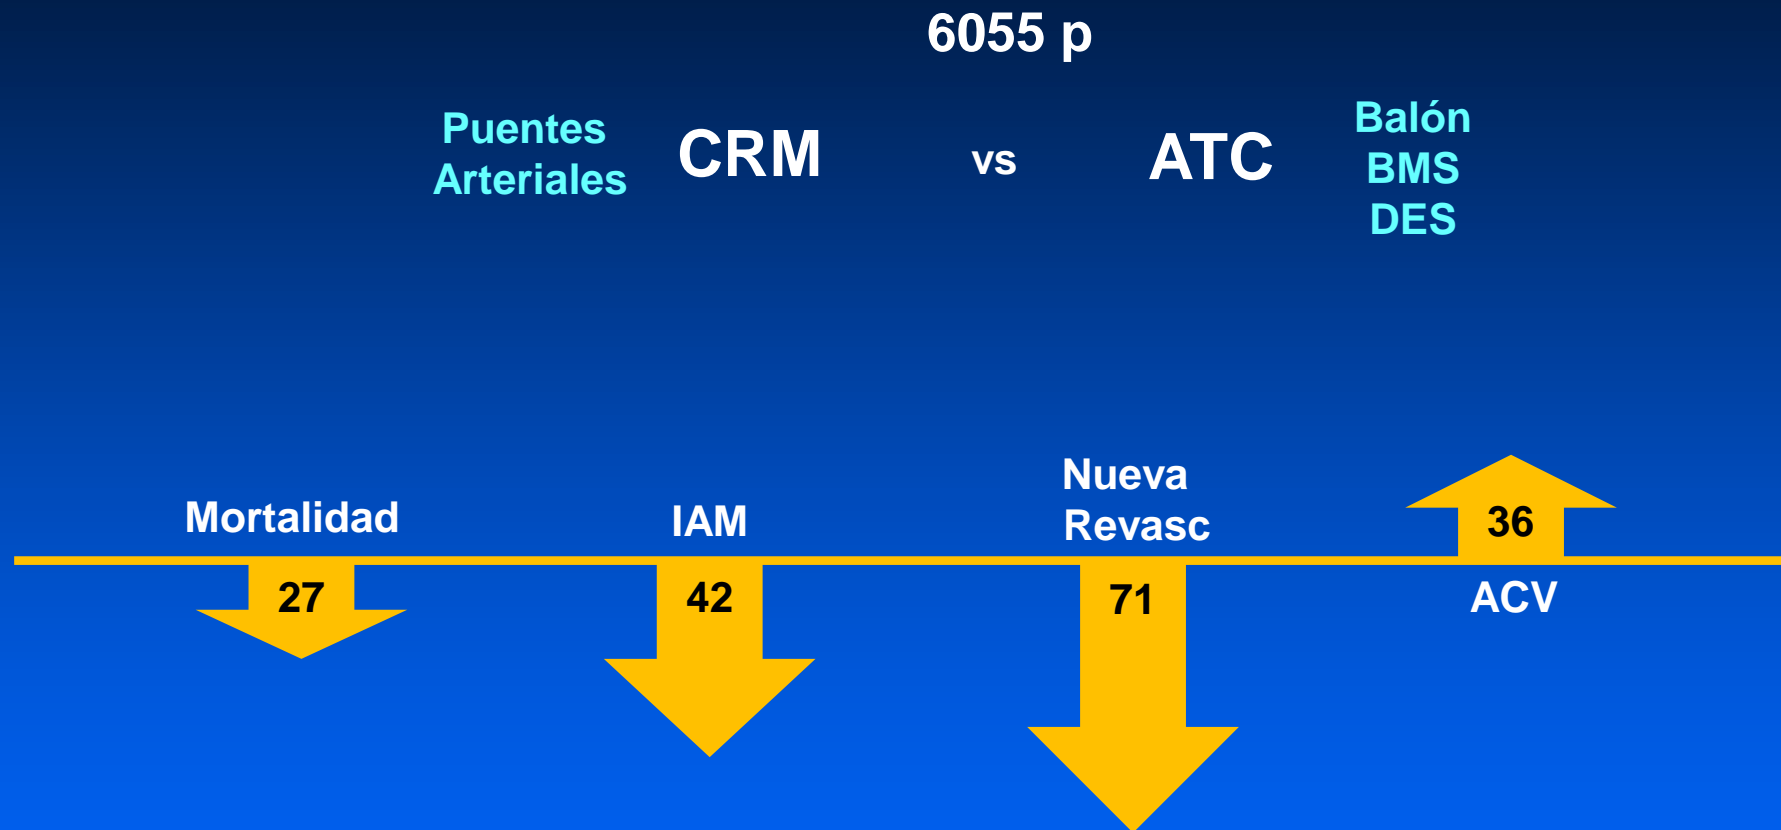 6055 p
Puentes
Arteriales
CRM
vs
ATC
Balón
BMS
DES
Mortalidad
IAM
Nueva
Revasc
36
27
42
71
ACV